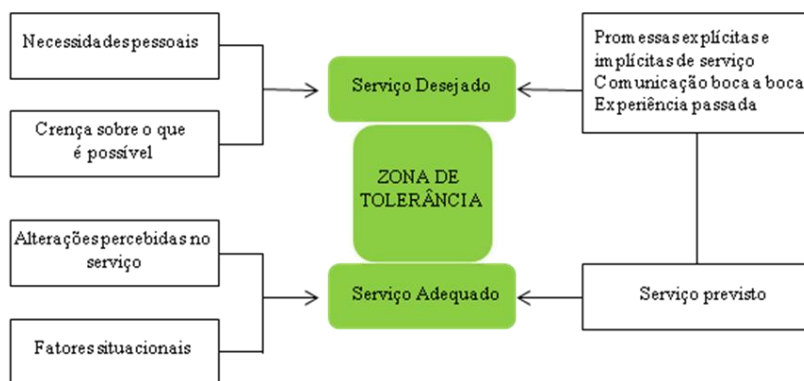 Necessidades pessoais
Crença sobre o que
é possível
Alterações percebidas no
serviço
Fatores situacionais
Serviço Desejado
ZONA DE
TOLERÂNCIA
Serviço Adequado
Promessas explícitas e
implícitas de serviço
Comunicação boca a boca
Experiência passada
Serviço previsto